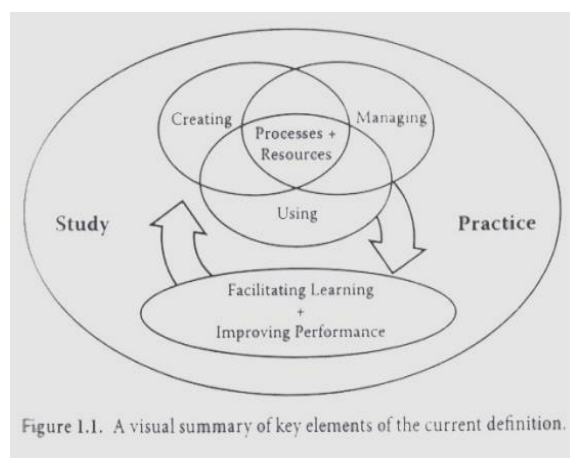 Creating
Managing
Processes +
Resources
Using
Study
Practice
Facilitating Learning
+
Improving Performance
Figure 1.1. A visual summary of key elements of the current definition.